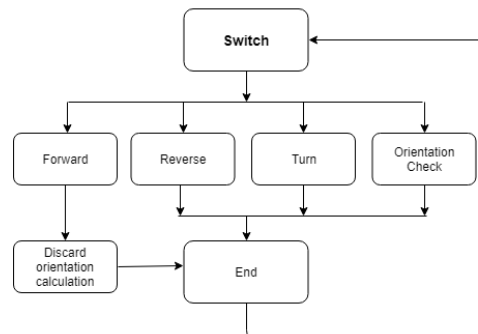 Switch
Forward
Reverse
Turn
Orientation
Check
Discard
orientation
calculation
End